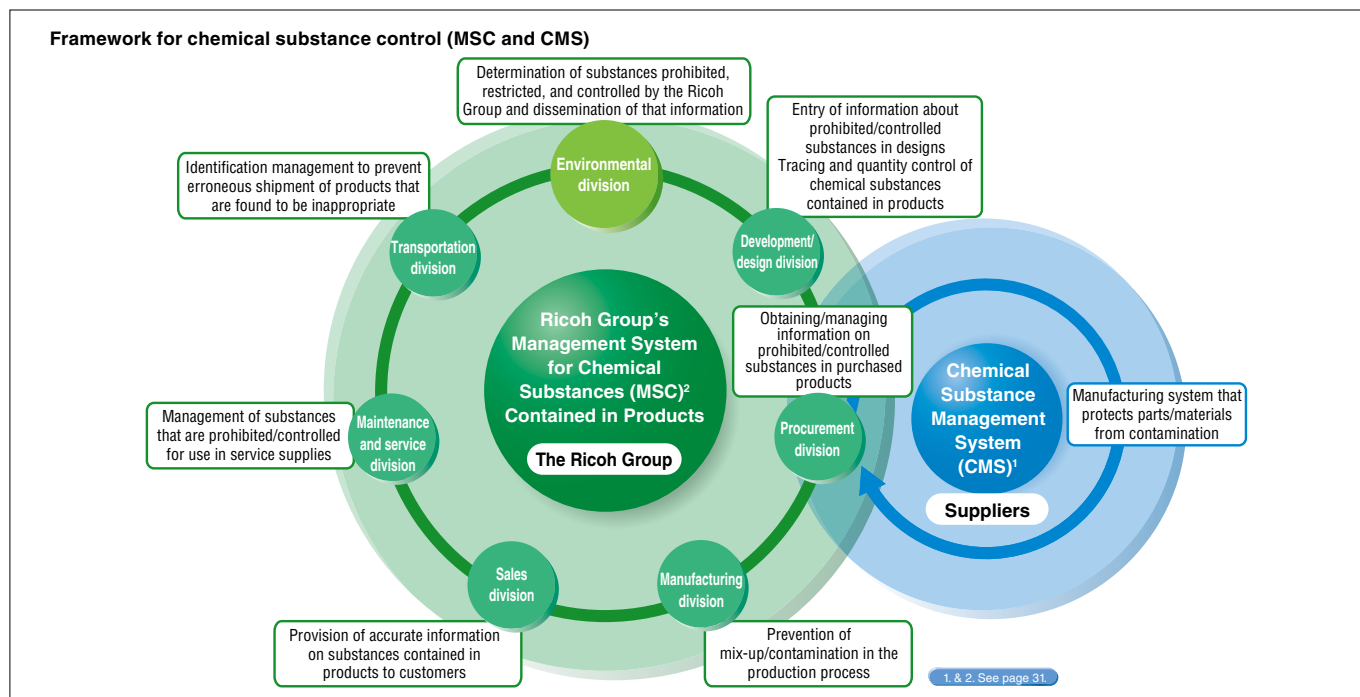 Framework for chemical substance control (MSC and CMS)
Determination of substances prohibited,
restricted, and controlled by the Ricoh
Group and dissemination of that information
Environmental
division
Entry of information about
prohibited/controlled
substances in designs
Tracing and quantity control of
chemical substances
contained in products
Development/
design division
Identification management to prevent
erroneous shipment of products that
are found to be inappropriate
Transportation
division
Ricoh Group's
Management System
for Chemical
Substances (MSC)²
Contained in Products
The Ricoh Group
Obtaining/managing
information on
prohibited/controlled
substances in purchased
products
Procurement
division
Chemical
Substance
Management
System
(CMS)¹
Suppliers
Manufacturing system that
protects parts/materials
from contamination
Management of substances
that are prohibited/controlled
for use in service supplies
Maintenance
and service
division
Sales
division
Provision of accurate information
on substances contained in
products to customers
Manufacturing
division
Prevention of
mix-up/contamination in the
production process
1. & 2. See page 31.